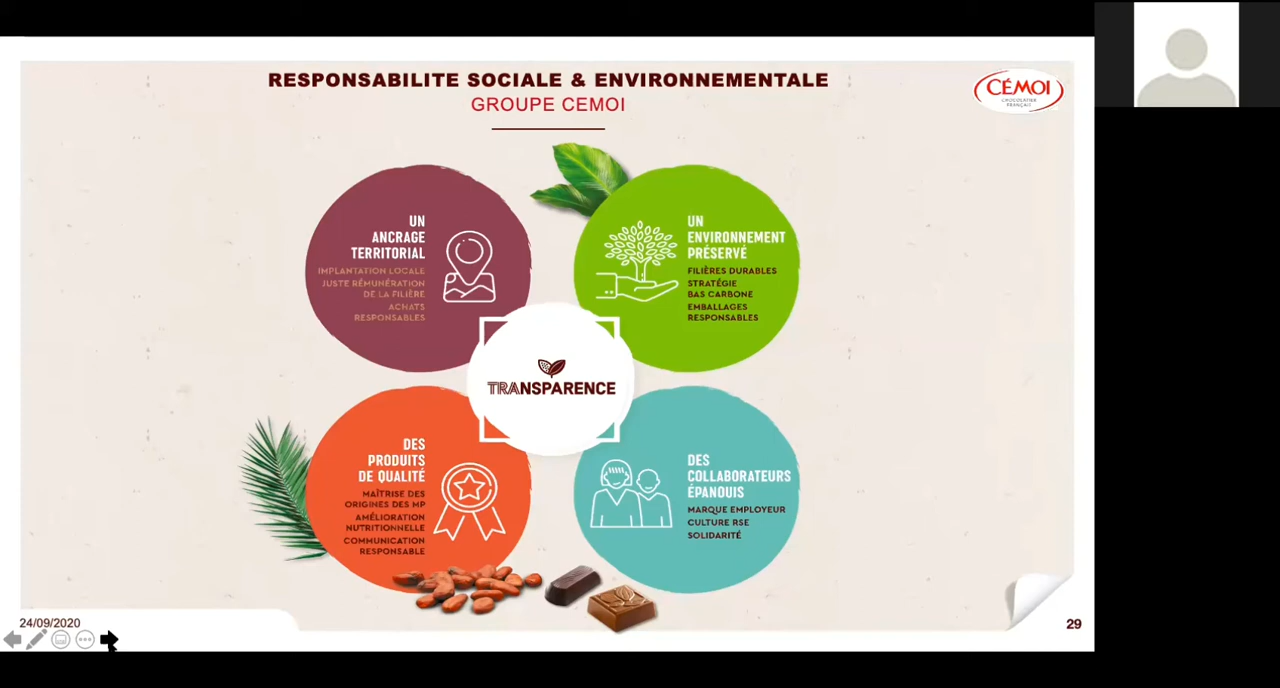 RESPONSABILITE SOCIALE & ENVIRONNEMENTALE
GROUPE CEMOI
CÉMOI
CHOCOLATIER
FRANÇAIS
UN
ANCRAGE
TERRITORIAL
IMPLANTATION LOCALE
JUSTE RÉMUNÉRATION
DE LA FILIÈRE
ACHATS
RESPONSABLES
UN
ENVIRONNEMENT
PRÉSERVÉ
FILIÈRES DURABLES
STRATÉGIE
BAS CARBONE
EMBALLAGES
RESPONSABLES
TRANSPARENCE
DES
PRODUITS
DE QUALITÉ
MAÎTRISE DES
ORIGINES DES MP
AMÉLIORATION
NUTRITIONNELLE
COMMUNICATION
RESPONSABLE
DES
COLLABORATEURS
ÉPANOUIS
MARQUE EMPLOYEUR
CULTURE RSE
SOLIDARITÉ
24/09/2020
29